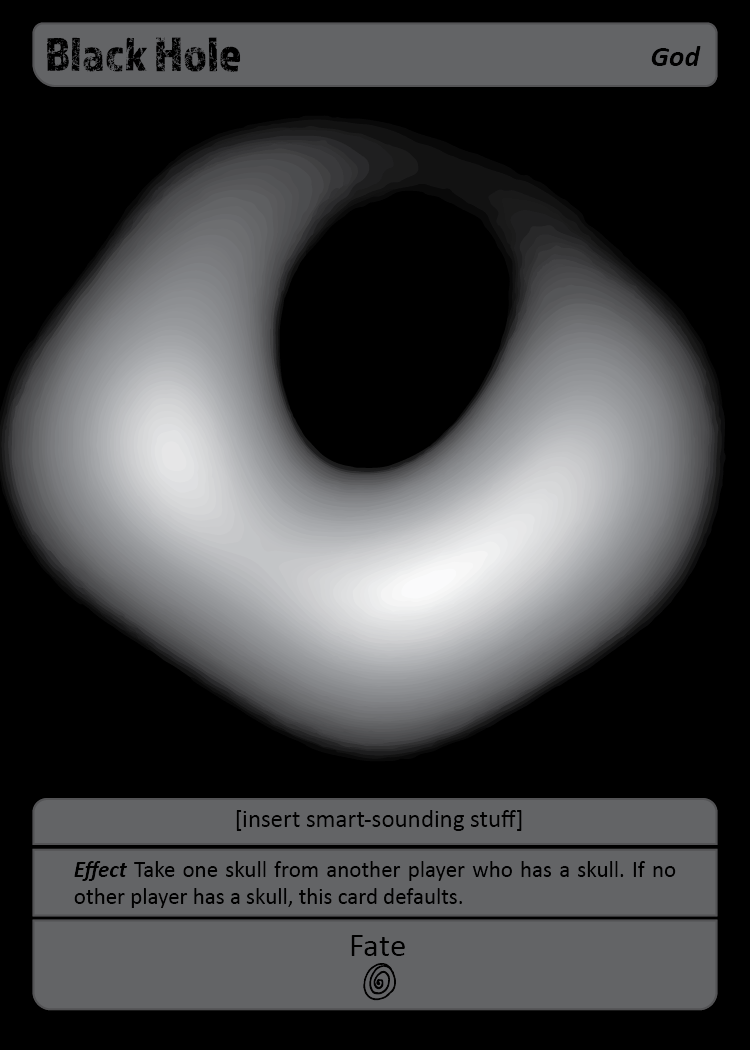 Black Hole
God
[insert smart-sounding stuff]
Effect Take one skull from another player who has a skull. If no
other player has a skull, this card defaults.
Fate